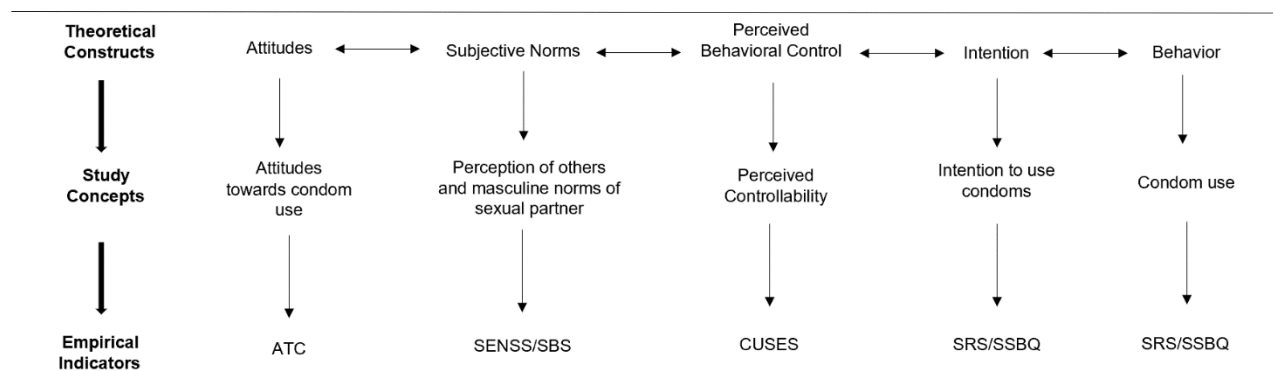 Theoretical
Constructs
Attitudes
Subjective Norms
Perceived
Behavioral Control
Intention
Behavior
Study
Concepts
Attitudes
towards condom
use
Perception of others
and masculine norms of
sexual partner
Perceived
Controllability
Intention to use
condoms
Condom use
Empirical
Indicators
ATC
SENSS/SBS
CUSES
SRS/SSBQ
SRS/SSBQ